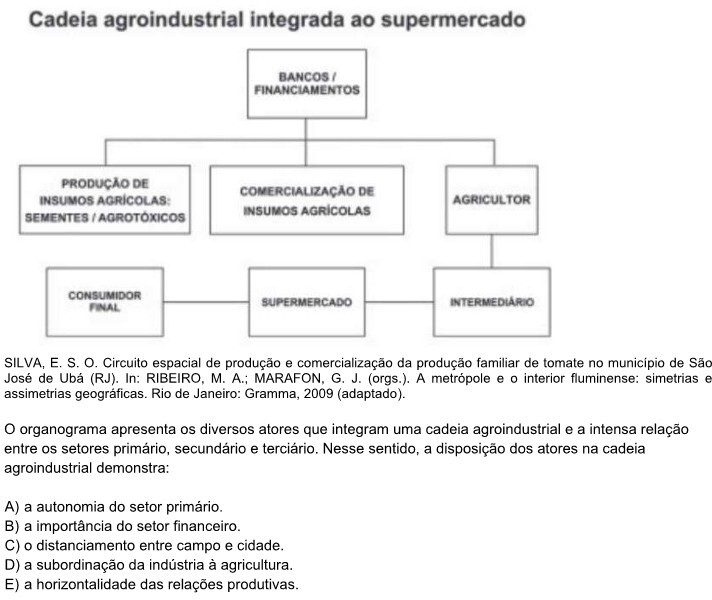 Cadeia agroindustrial integrada ao supermercado
BANCOS /
FINANCIAMENTOS
PRODUÇÃO DE
INSUMOS AGRÍCOLAS:
SEMENTES / AGROTÓXICOS
COMERCIALIZAÇÃO DE
INSUMOS AGRÍCOLAS
AGRICULTOR
CONSUMIDOR
FINAL
SUPERMERCADO
INTERMEDIÁRIO
SILVA, E. S. O. Circuito espacial de produção e comercialização da produção familiar de tomate no município de São
José de Ubá (RJ). In: RIBEIRO, M. A.; MARAFON, G. J. (orgs.). A metrópole e o interior fluminense: simetrias e
assimetrias geográficas. Rio de Janeiro: Gramma, 2009 (adaptado).
O organograma apresenta os diversos atores que integram uma cadeia agroindustrial e a intensa relação
entre os setores primário, secundário e terciário. Nesse sentido, a disposição dos atores na cadeia
agroindustrial demonstra:
A) a autonomia do setor primário.
B) a importância do setor financeiro.
C) o distanciamento entre campo e cidade.
D) a subordinação da indústria à agricultura.
E) a horizontalidade das relações produtivas.